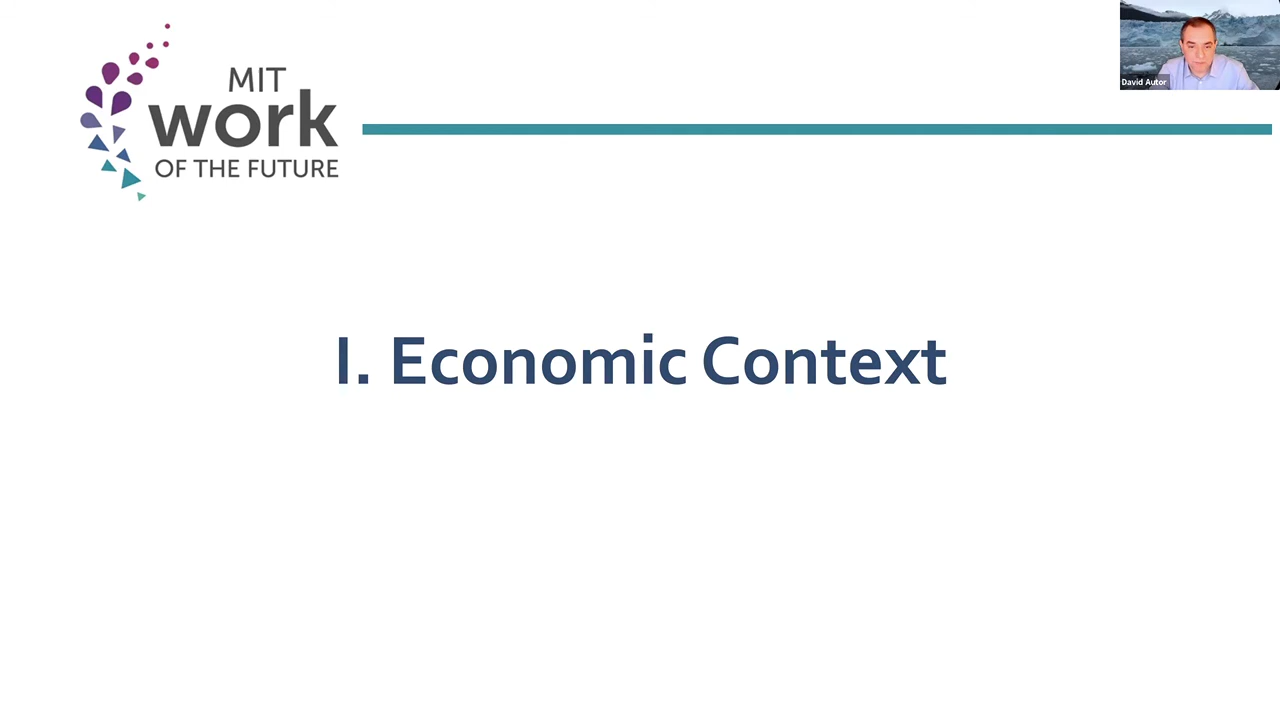 MIT
work
OF THE FUTURE
David Autor
I. Economic Context